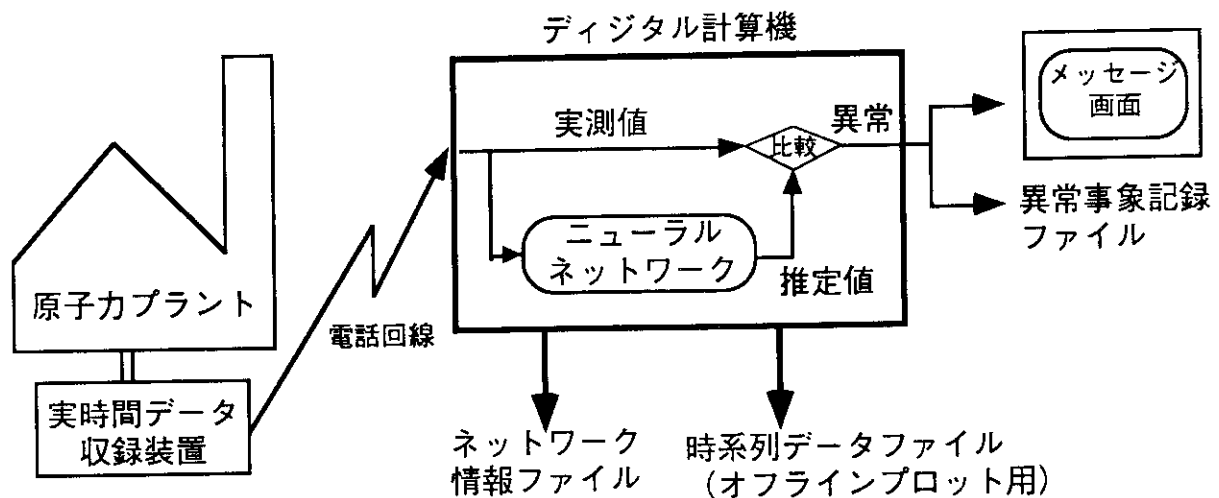 ディジタル計算機
メッセージ
画面
実測値
比較
異常
異常事象記録
ファイル
ニューラル
ネットワーク
推定値
原子力プラント
電話回線
実時間データ
収録装置
ネットワーク
情報ファイル
時系列データファイル
(オフラインプロット用)